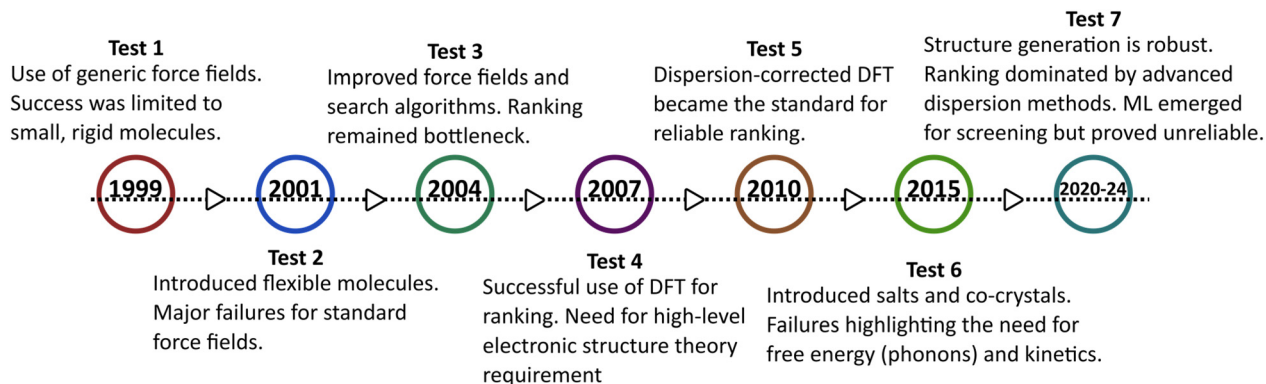 Test 1
Use of generic force fields.
Success was limited to
small, rigid molecules.
1999
2001
Test 2
Introduced flexible molecules.
Major failures for standard
force fields.
Test 3
Improved force fields and
search algorithms. Ranking
remained bottleneck.
2004
2007
Test 4
Successful use of DFT for
ranking. Need for high-level
electronic structure theory
requirement
Test 5
Dispersion-corrected DFT
became the standard for
reliable ranking.
2010
2015
Test 6
Introduced salts and co-crystals.
Failures highlighting the need for
free energy (phonons) and kinetics.
Test 7
Structure generation is robust.
Ranking dominated by advanced
dispersion methods. ML emerged
for screening but proved unreliable.
2020-24